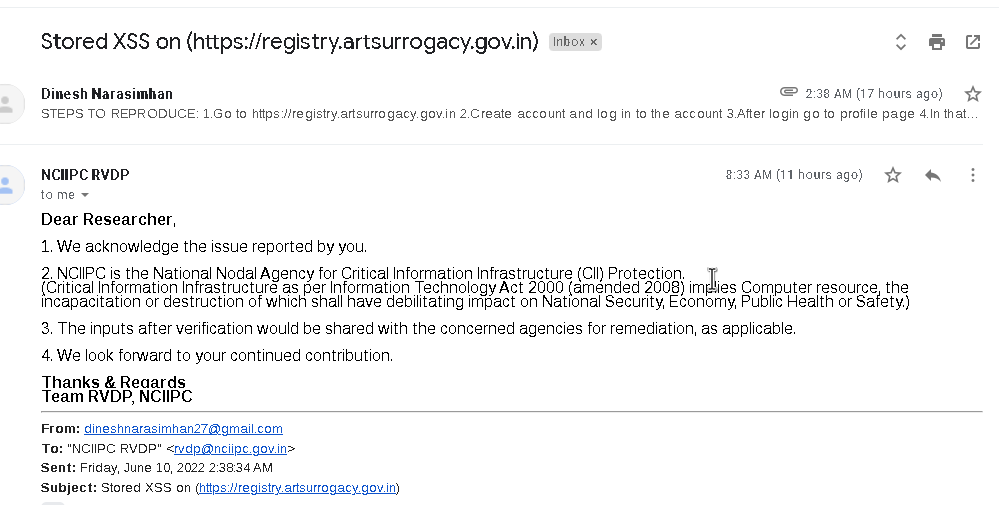 Stored XSS on (https://registry.artsurrogacy.gov.in) Inbox ×
Dinesh Narasimhan 2:38 AM (17 hours ago)
STEPS TO REPRODUCE: 1.Go to https://registry.artsurrogacy.gov.in 2.Create account and log in to the account 3.After login go to profile page 4.In that...
NCIIPC RVDP 8:33 AM (11 hours ago)
to me
Dear Researcher,
1. We acknowledge the issue reported by you.
2. NCIIPC is the National Nodal Agency for Critical Information Infrastructure (CII) Protection.
(Critical Information Infrastructure as per Information Technology Act 2000 (amended 2008) implies Computer resource, the
incapacitation or destruction of which shall have debilitating impact on National Security, Economy, Public Health or Safety.)
3. The inputs after verification would be shared with the concerned agencies for remediation, as applicable.
4. We look forward to your continued contribution.
Thanks & Regards
Team RVDP, NCIIPC
From: dineshnarasimhan27@gmail.com
To: "NCIIPC RVDP" <rvdp@nciipc.gov.in>
Sent: Friday, June 10, 2022 2:38:34 AM
Subject: Stored XSS on (https://registry.artsurrogacy.gov.in)